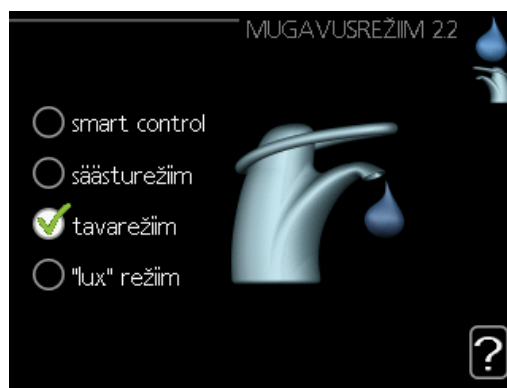 MUGAVUSREŽIIM 2.2
smart control
säästurežiim
tavarežiim
"lux" režiim
?